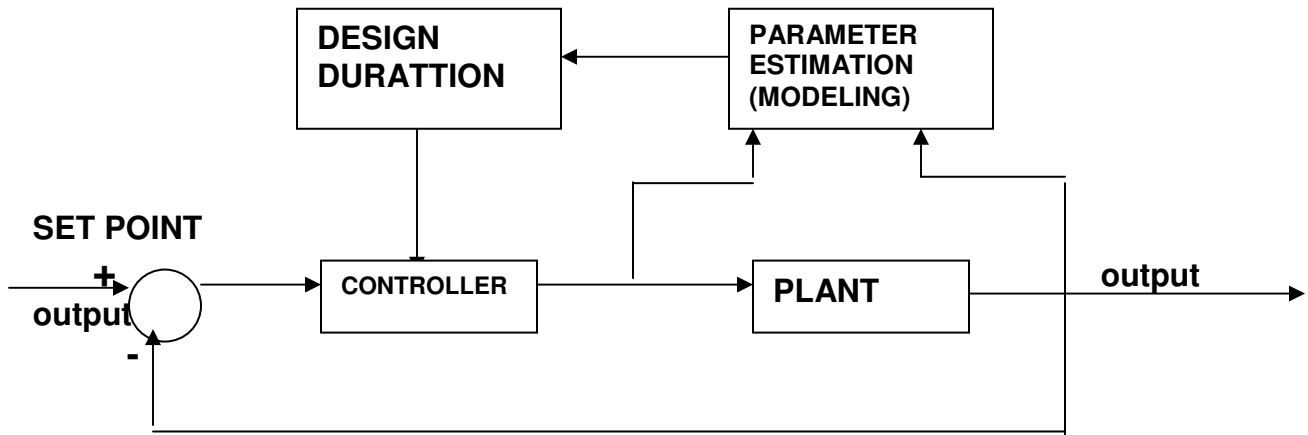 DESIGN
DURATTION
PARAMETER
ESTIMATION
(MODELING)
SET POINT
+
output
-
CONTROLLER
PLANT
output